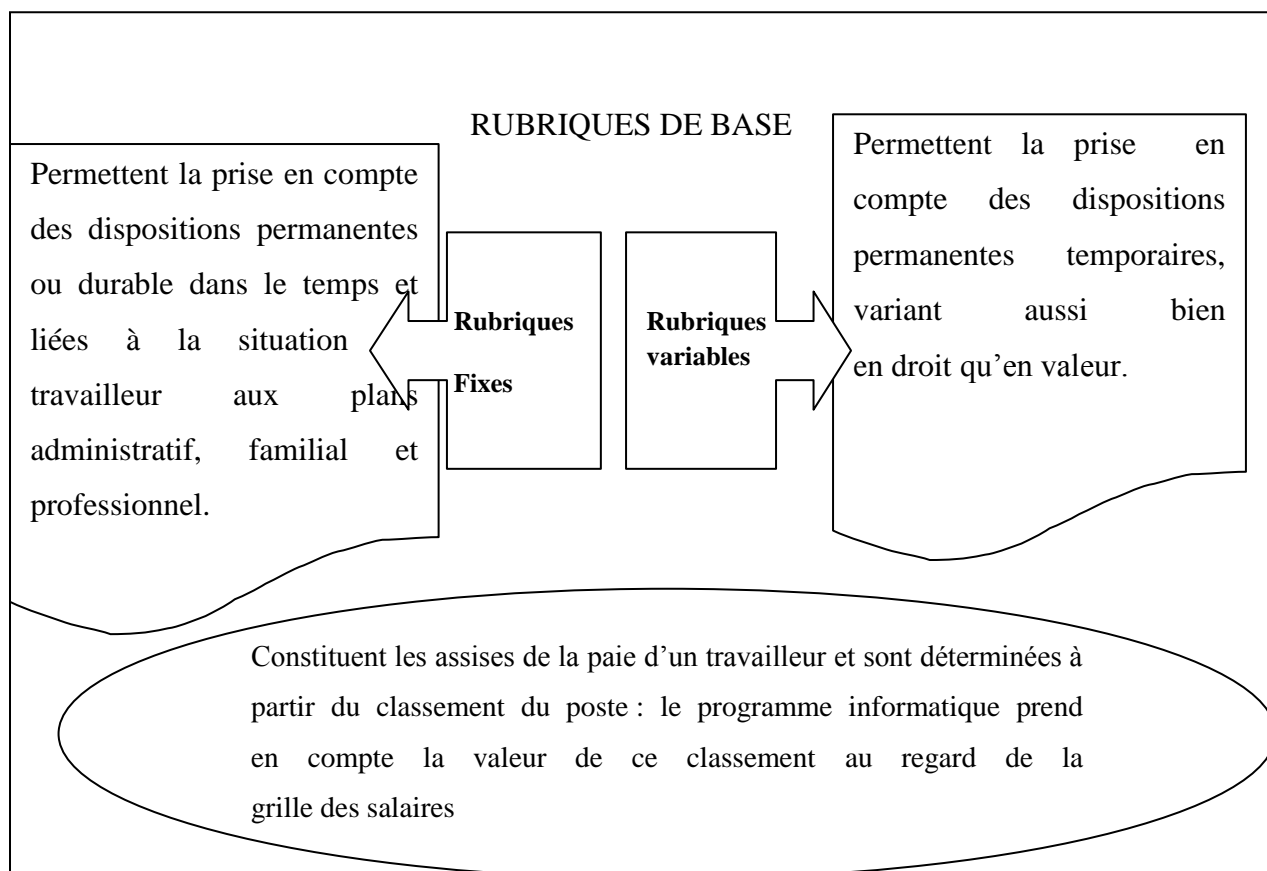 RUBRIQUES DE BASE
Permettent la prise en compte
des dispositions permanentes
ou durable dans le temps et
liées à la situation
travailleur aux plans
administratif, familial et
professionnel.
Rubriques
Fixes
Rubriques
variables
Permettent la prise en
compte des dispositions
permanentes temporaires,
variant aussi bien
en droit qu’en valeur.
Constituent les assises de la paie d’un travailleur et sont déterminées à
partir du classement du poste : le programme informatique prend
en compte la valeur de ce classement au regard de la
grille des salaires